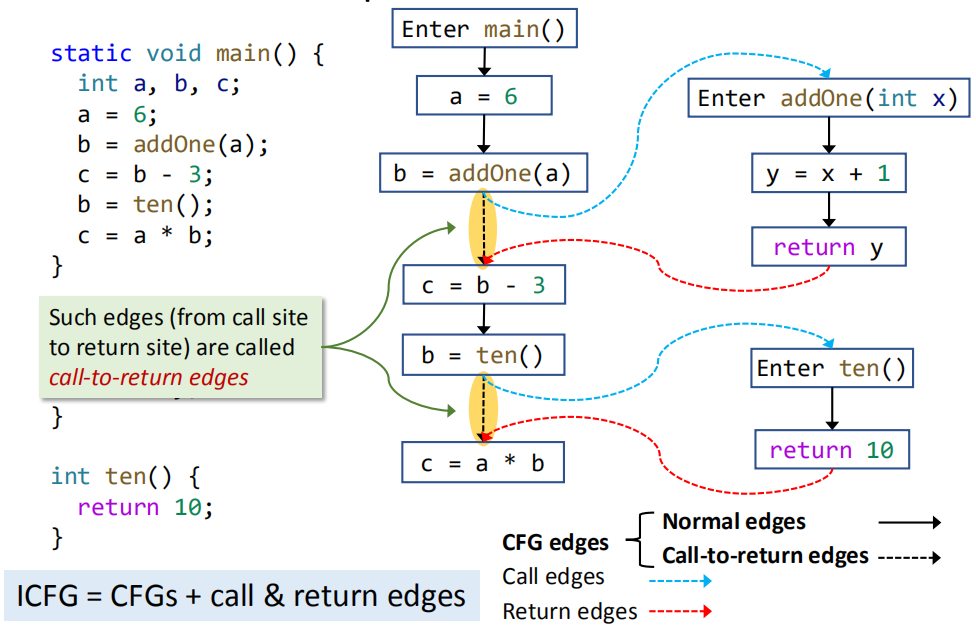 static void main() {
int a, b, c;
a = 6;
b = addOne(a);
c = b - 3;
b = ten();
c = a * b;
}
Such edges (from call site
to return site) are called
call-to-return edges
}
int ten() {
return 10;
}
ICFG = CFGs + call & return edges
Enter main()
a = 6
b = addOne(a)
c = b - 3
b = ten()
c = a * b
Enter addOne(int x)
y = x + 1
return y
Enter ten()
return 10
CFG edges
Normal edges
Call-to-return edges
Call edges
Return edges